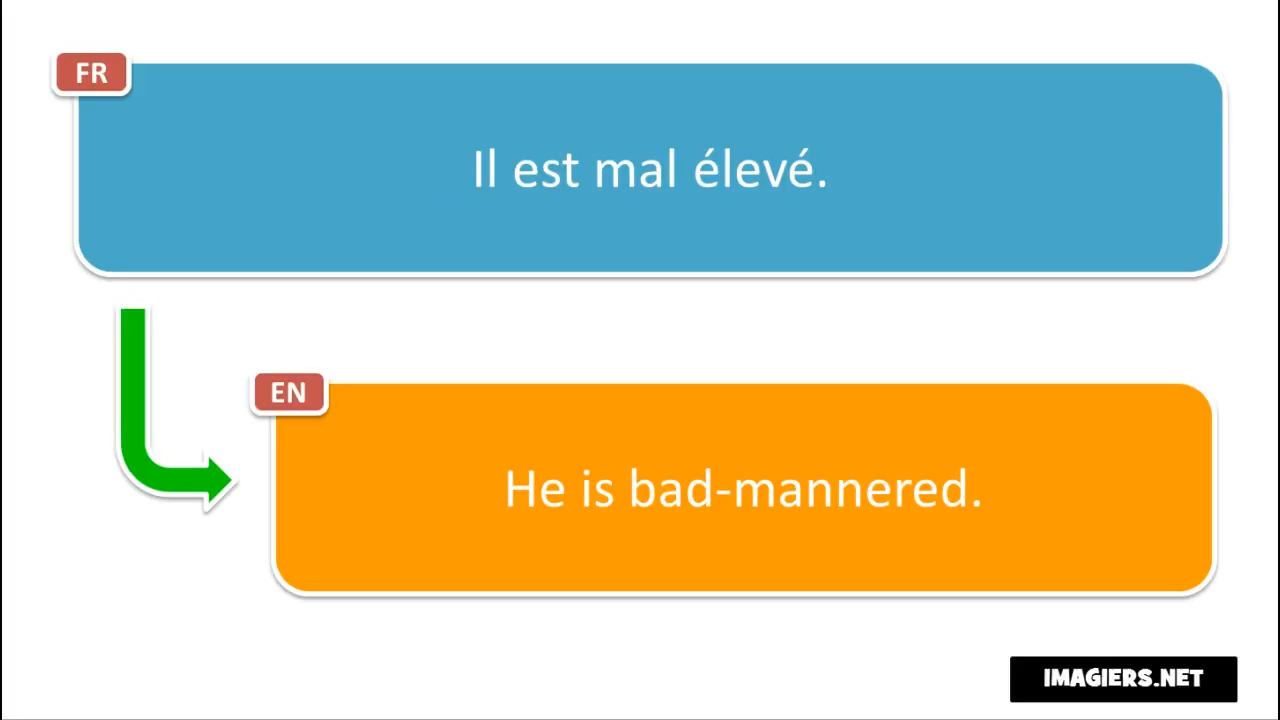 FR
Il est mal élevé.
EN
He is bad-mannered.
IMAGIERS.NET